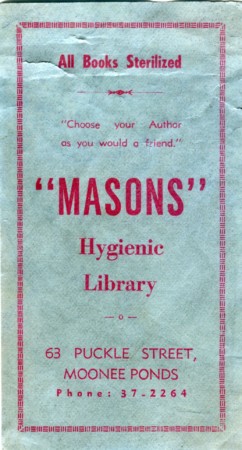 All Books Sterilized
"Choose your Author
as you would a friend."
"MASONS"
Hygienic
Library
— o —
63 PUCKLE STREET,
MOONEE PONDS
Phone: 37-2264